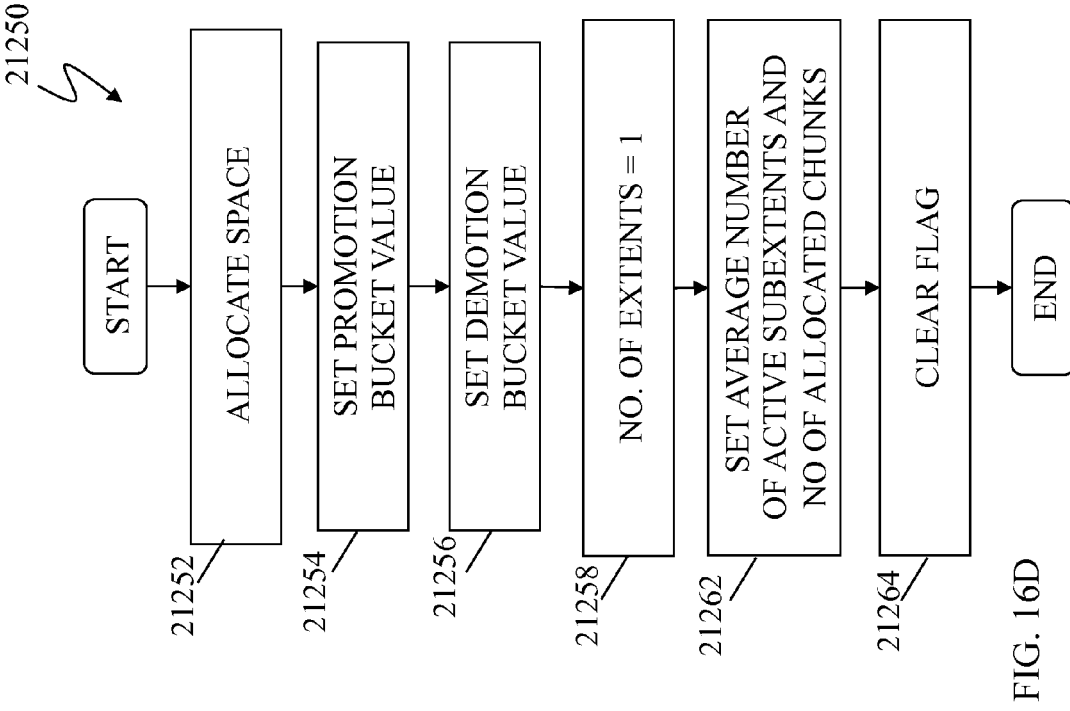 21250
START
ALLOCATE SPACE
21252
SET PROMOTION
BUCKET VALUE
21254
SET DEMOTION
BUCKET VALUE
21256
NO. OF EXTENTS = 1
21258
SET AVERAGE NUMBER
OF ACTIVE SUBEXTENTS AND
NO OF ALLOCATED CHUNKS
21262
CLEAR FLAG
21264
END
FIG. 16D